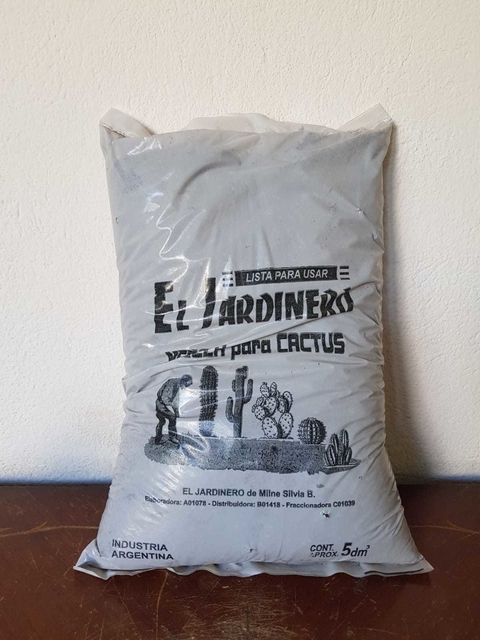 LISTA PARA USAR
EL JARDINERO
MEZCLA para CACTUS
EL JARDINERO de Milne Silvia B.
Elaboradora: A01078 - Distribuidora: B01418 - Fraccionadora C01039
INDUSTRIA
ARGENTINA
CONT.
APROX. 5dm³